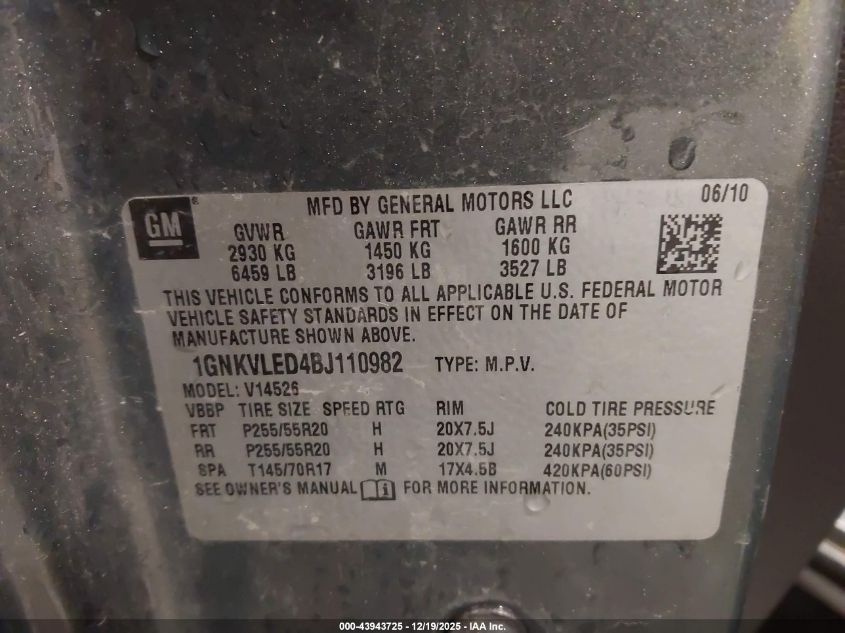 GM ®
MFD BY GENERAL MOTORS LLC 06/10
GVWR GAWR FRT GAWR RR
2930 KG 1450 KG 1600 KG
6459 LB 3196 LB 3527 LB
THIS VEHICLE CONFORMS TO ALL APPLICABLE U.S. FEDERAL MOTOR
VEHICLE SAFETY STANDARDS IN EFFECT ON THE DATE OF
MANUFACTURE SHOWN ABOVE.
1GNKVLED4BJ110982 TYPE: M.P.V.
MODEL: V14526
VBBP TIRE SIZE SPEED RTG RIM COLD TIRE PRESSURE
FRT P255/55R20 H 20X7.5J 240KPA(35PSI)
RR P255/55R20 H 20X7.5J 240KPA(35PSI)
SPA T145/70R17 M 17X4.5B 420KPA(60PSI)
SEE OWNER'S MANUAL FOR MORE INFORMATION.
000-43943725 - 12/19/2025 - IAA Inc.